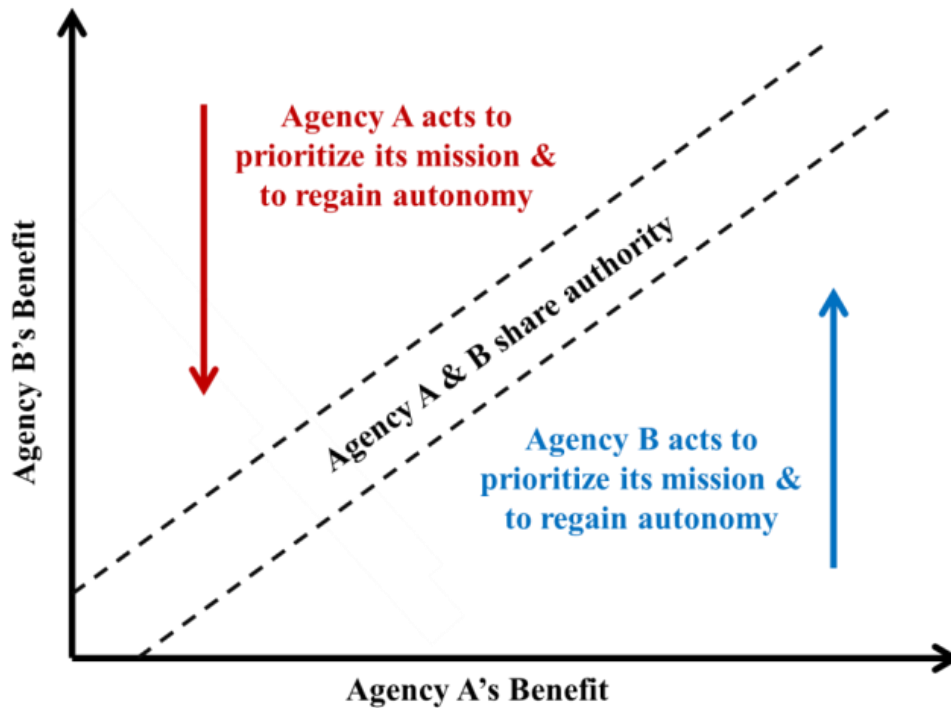 Agency B's Benefit
Agency A acts to
prioritize its mission &
to regain autonomy
Agency A & B share authority
Agency B acts to
prioritize its mission &
to regain autonomy
Agency A's Benefit